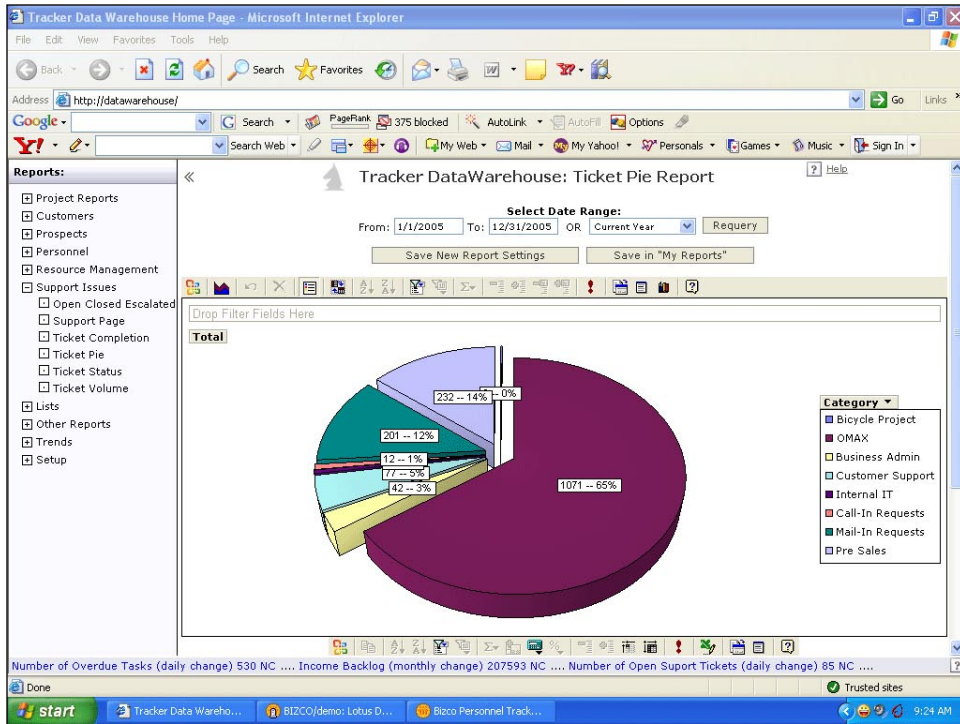 Tracker Data Warehouse Home Page - Microsoft Internet Explorer
File Edit View Favorites Tools Help
Back Search Favorites
Address http://datawarehouse/ Go Links »
Google Search PageRank 375 blocked AutoLink AutoFill Options
Y! Search Web My Web Mail My Yahoo! Personals Games Music Sign In
Reports:
Project Reports
Customers
Prospects
Personnel
Resource Management
Support Issues
Open Closed Escalated
Support Page
Ticket Completion
Ticket Pie
Ticket Status
Ticket Volume
Lists
Other Reports
Trends
Setup
«
Tracker DataWarehouse: Ticket Pie Report
? Help
Select Date Range:
From: 1/1/2005 To: 12/31/2005 OR Current Year Requery
Save New Report Settings Save in "My Reports"
Drop Filter Fields Here
Total
232 -- 14%
-- 0%
201 -- 12%
12 -- 1%
77 -- 5%
42 -- 3%
1071 -- 65%
Category
Bicycle Project
OMAX
Business Admin
Customer Support
Internal IT
Call-In Requests
Mail-In Requests
Pre Sales
Number of Overdue Tasks (daily change) 530 NC .... Income Backlog (monthly change) 207593 NC .... Number of Open Suport Tickets (daily change) 85 NC ....
Done Trusted sites
start Tracker Data Wareho... BIZCO/demo: Lotus D... Bizco Personnel Track... 9:24 AM